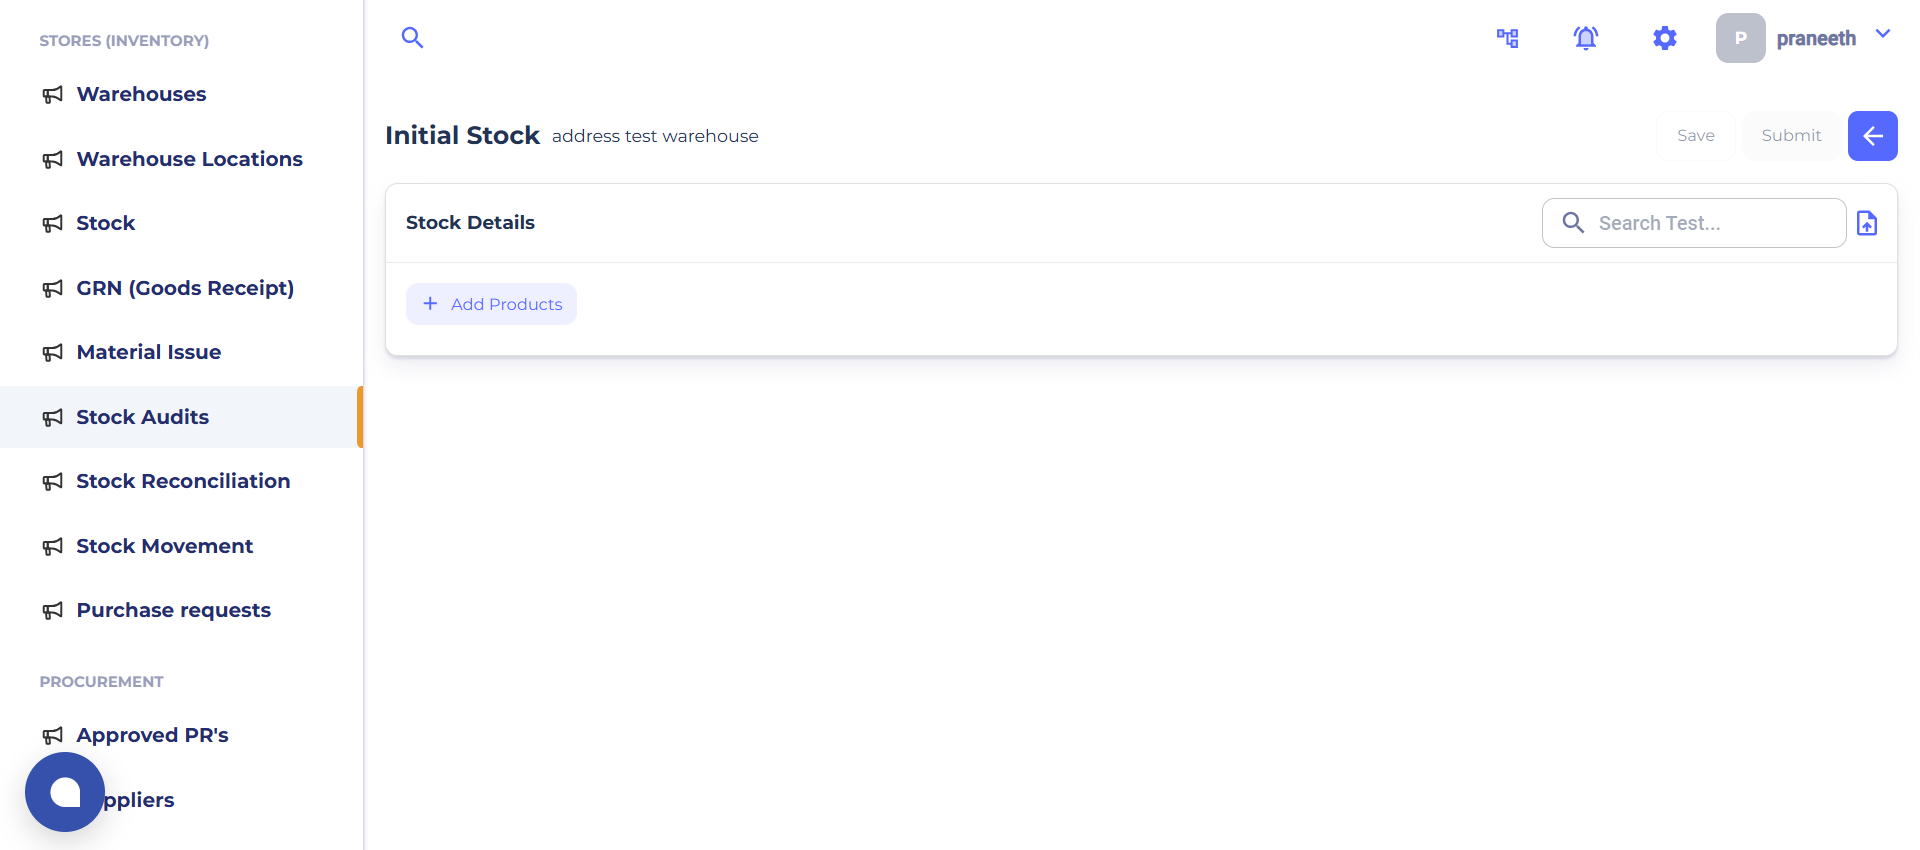 STORES (INVENTORY)
Warehouses
Warehouse Locations
Stock
GRN (Goods Receipt)
Material Issue
Stock Audits
Stock Reconciliation
Stock Movement
Purchase requests
PROCUREMENT
Approved PR's
ppliers
P
praneeth
Initial Stock address test warehouse
Save
Submit
Stock Details
Search Test...
+ Add Products